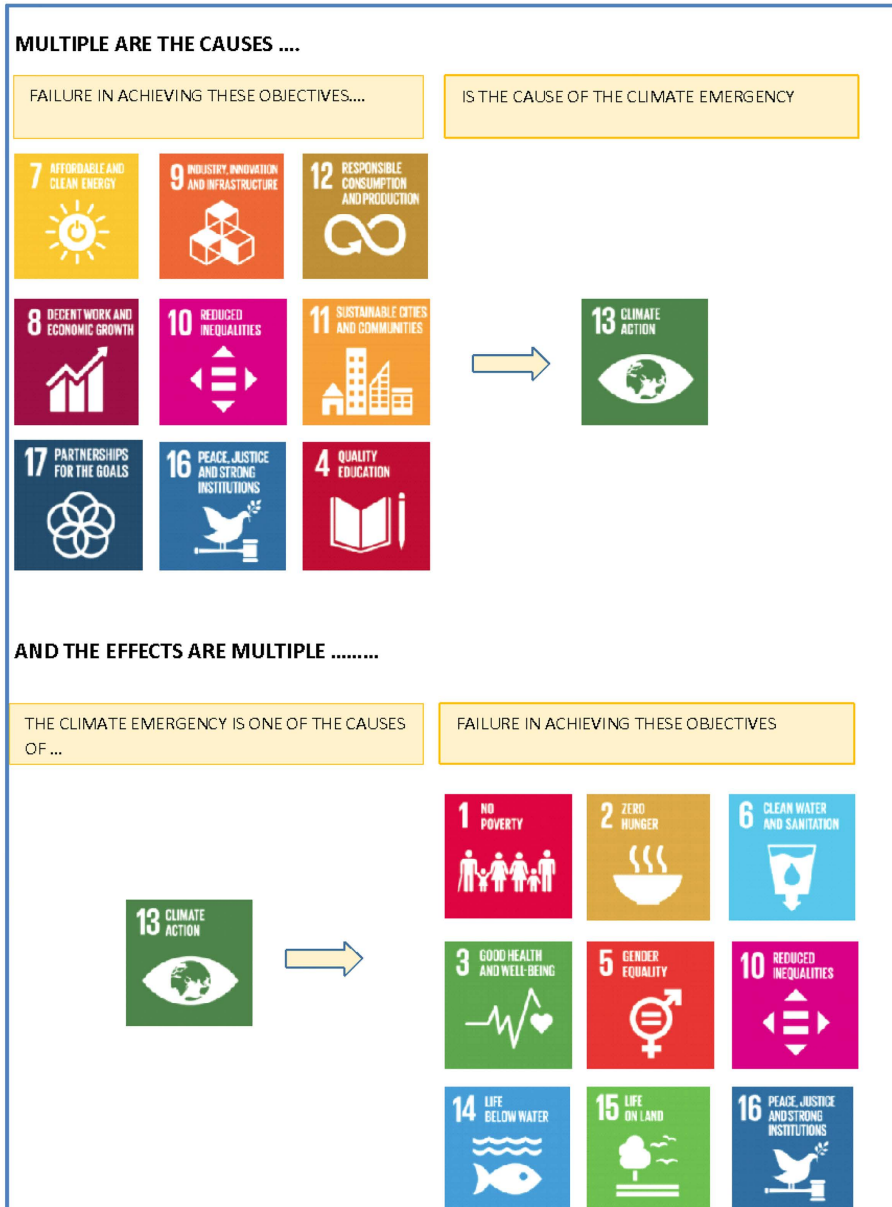 MULTIPLE ARE THE CAUSES ....
FAILURE IN ACHIEVING THESE OBJECTIVES....
IS THE CAUSE OF THE CLIMATE EMERGENCY
7 AFFORDABLE AND
CLEAN ENERGY
9 INDUSTRY, INNOVATION
AND INFRASTRUCTURE
12 RESPONSIBLE
CONSUMPTION
AND PRODUCTION
8 DECENT WORK AND
ECONOMIC GROWTH
10 REDUCED
INEQUALITIES
11 SUSTAINABLE CITIES
AND COMMUNITIES
13 CLIMATE
ACTION
17 PARTNERSHIPS
FOR THE GOALS
16 PEACE, JUSTICE
AND STRONG
INSTITUTIONS
4 QUALITY
EDUCATION
AND THE EFFECTS ARE MULTIPLE .........
THE CLIMATE EMERGENCY IS ONE OF THE CAUSES
OF ...
FAILURE IN ACHIEVING THESE OBJECTIVES
1 NO
POVERTY
2 ZERO
HUNGER
6 CLEAN WATER
AND SANITATION
13 CLIMATE
ACTION
3 GOOD HEALTH
AND WELL-BEING
5 GENDER
EQUALITY
10 REDUCED
INEQUALITIES
14 LIFE
BELOW WATER
15 LIFE
ON LAND
16 PEACE, JUSTICE
AND STRONG
INSTITUTIONS